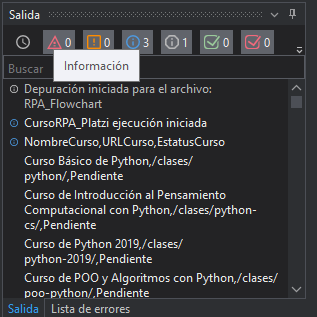 Salida
0
0
3
1
0
0
Información
Buscar
Depuración iniciada para el archivo:
RPA_Flowchart
CursoRPA_Platzi ejecución iniciada
NombreCurso,URLCurso,EstatusCurso
Curso Básico de Python,/clases/
python/,Pendiente
Curso de Introducción al Pensamiento
Computacional con Python,/clases/python-
cs/,Pendiente
Curso de Python 2019,/clases/
python-2019/,Pendiente
Curso de POO y Algoritmos con Python,/clases/
poo-python/,Pendiente
Salida Lista de errores